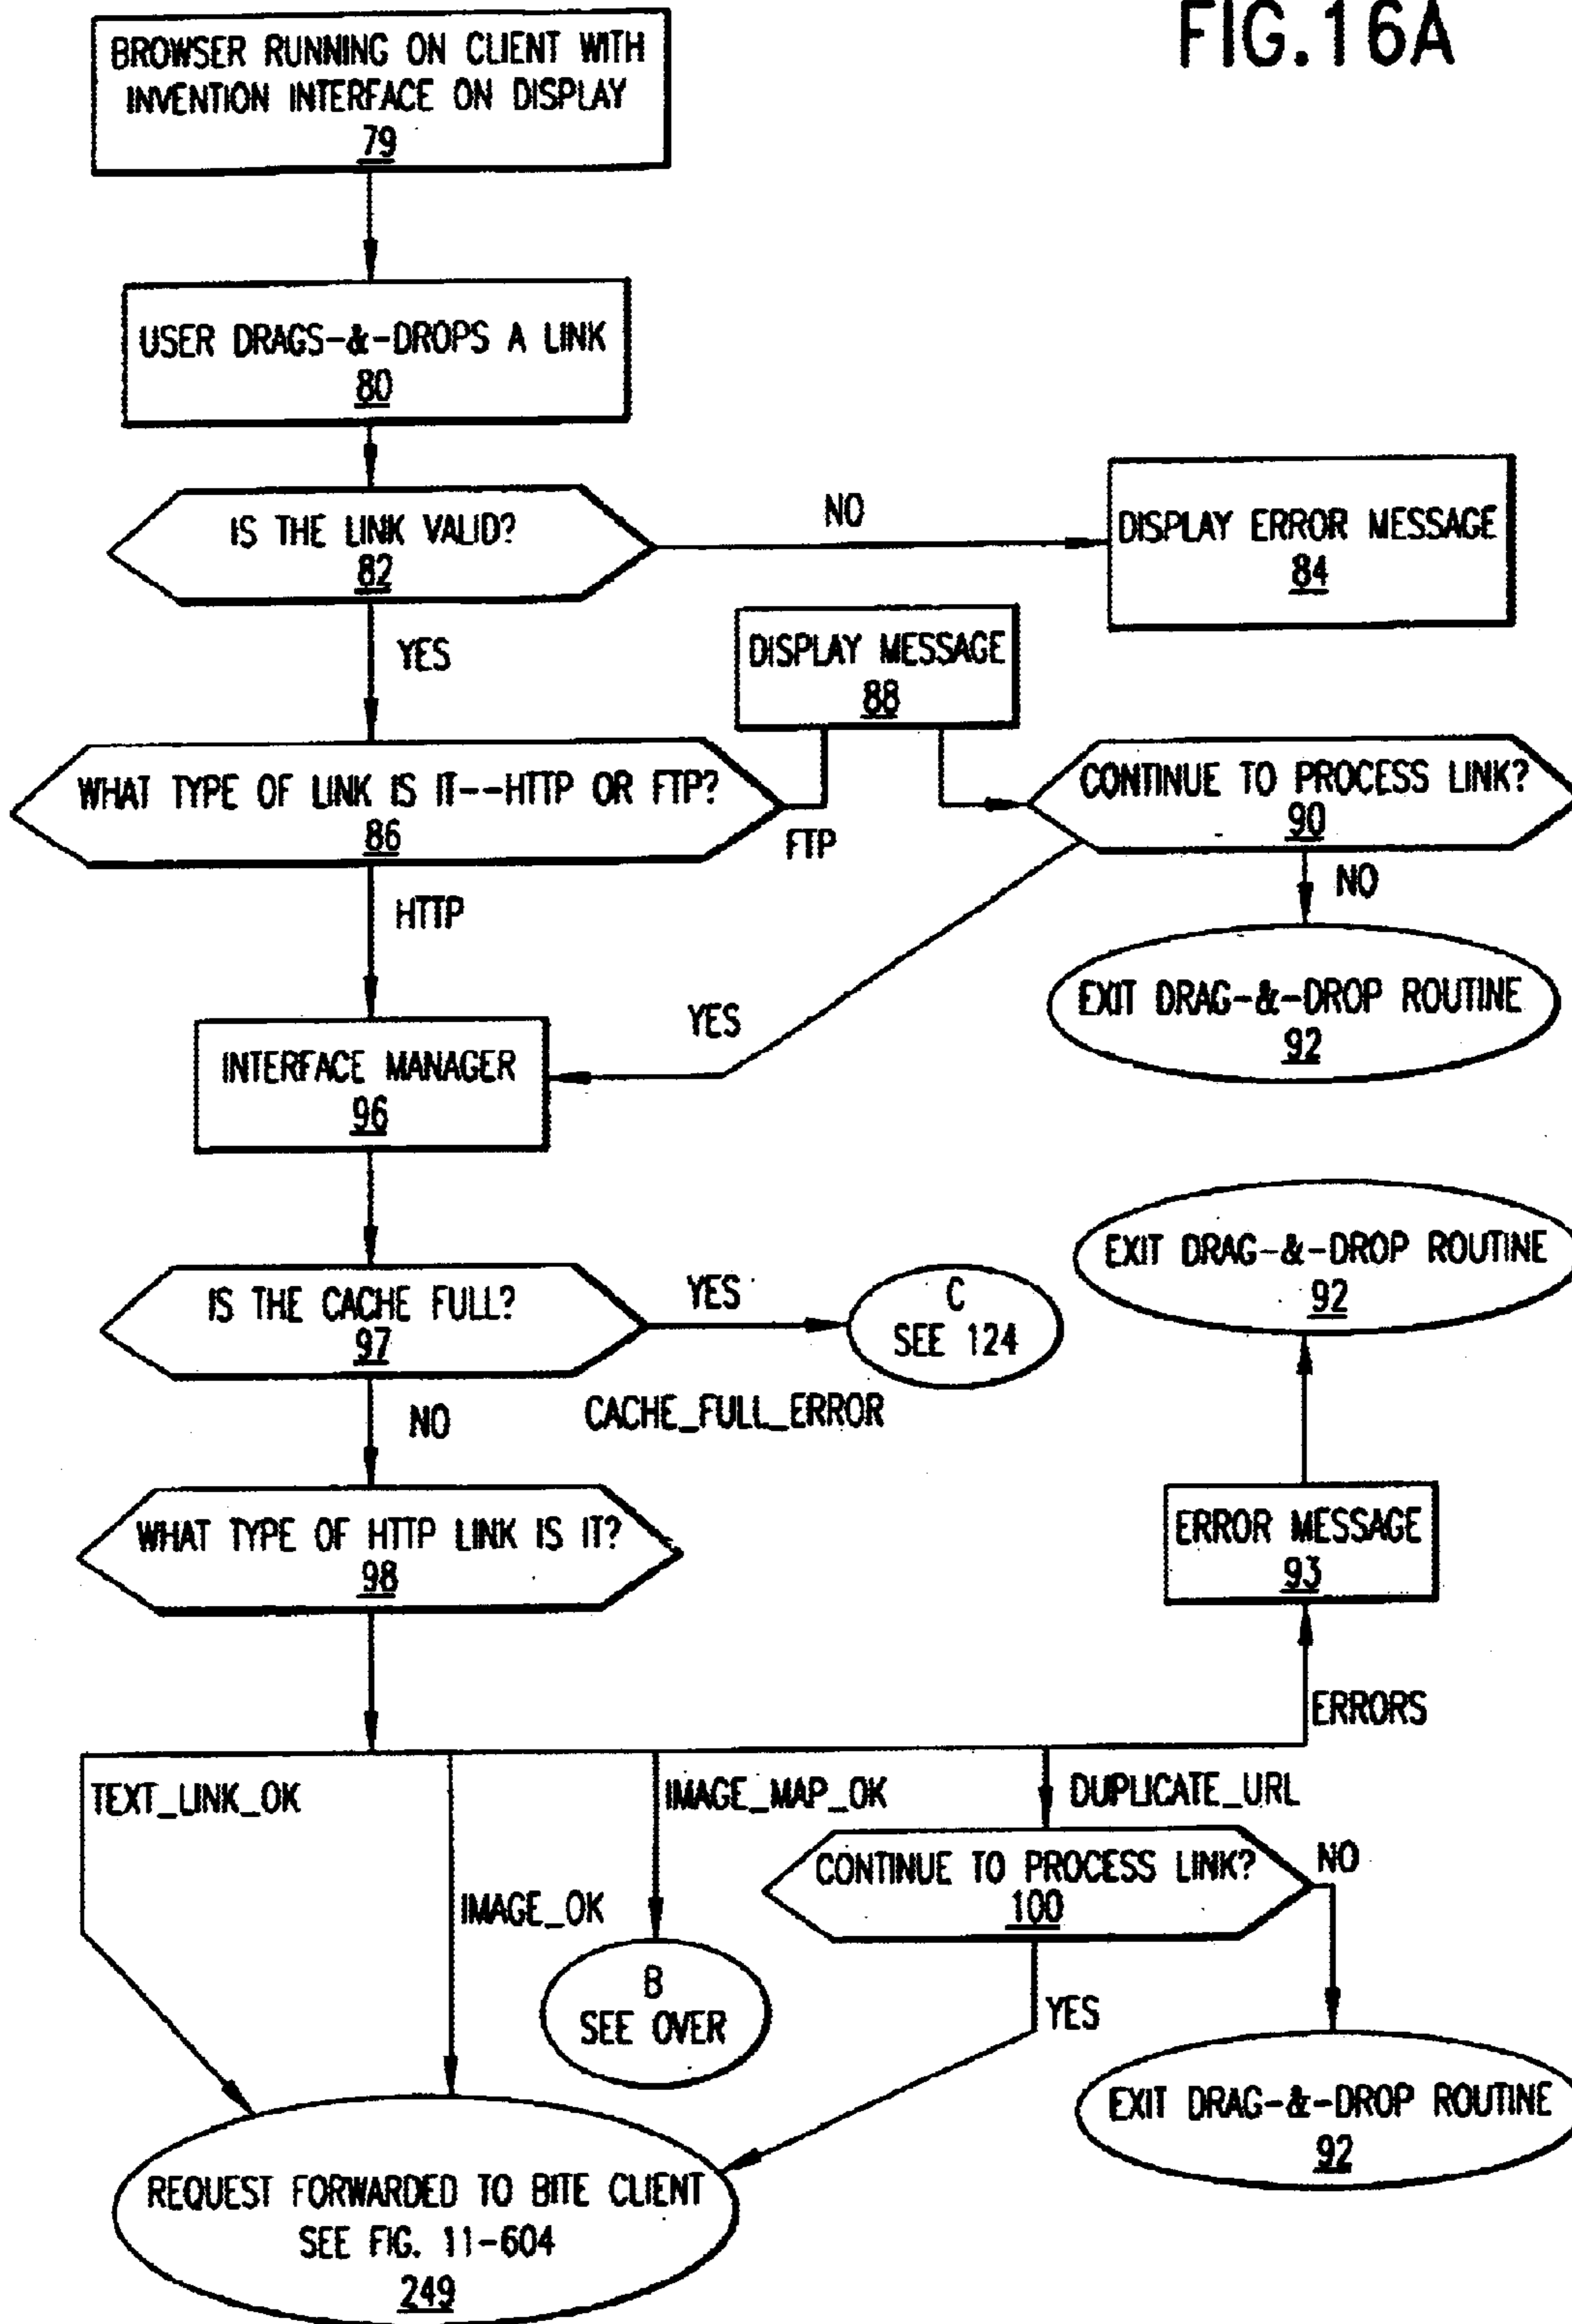 FIG.16A
BROWSER RUNNING ON CLIENT WITH
INVENTION INTERFACE ON DISPLAY
79
USER DRAGS-&-DROPS A LINK
80
IS THE LINK VALID?
82
NO
DISPLAY ERROR MESSAGE
84
YES
DISPLAY MESSAGE
88
WHAT TYPE OF LINK IS IT--HTTP OR FTP?
86
FTP
CONTINUE TO PROCESS LINK?
90
NO
HTTP
EXIT DRAG-&-DROP ROUTINE
92
YES
INTERFACE MANAGER
96
EXIT DRAG-&-DROP ROUTINE
92
IS THE CACHE FULL?
97
YES
C
SEE 124
NO
CACHE_FULL_ERROR
WHAT TYPE OF HTTP LINK IS IT?
98
ERROR MESSAGE
93
ERRORS
TEXT_LINK_OK
IMAGE_MAP_OK
DUPLICATE_URL
CONTINUE TO PROCESS LINK?
100
NO
IMAGE_OK
B
SEE OVER
YES
EXIT DRAG-&-DROP ROUTINE
92
REQUEST FORWARDED TO BITE CLIENT
SEE FIG. 11-604
249